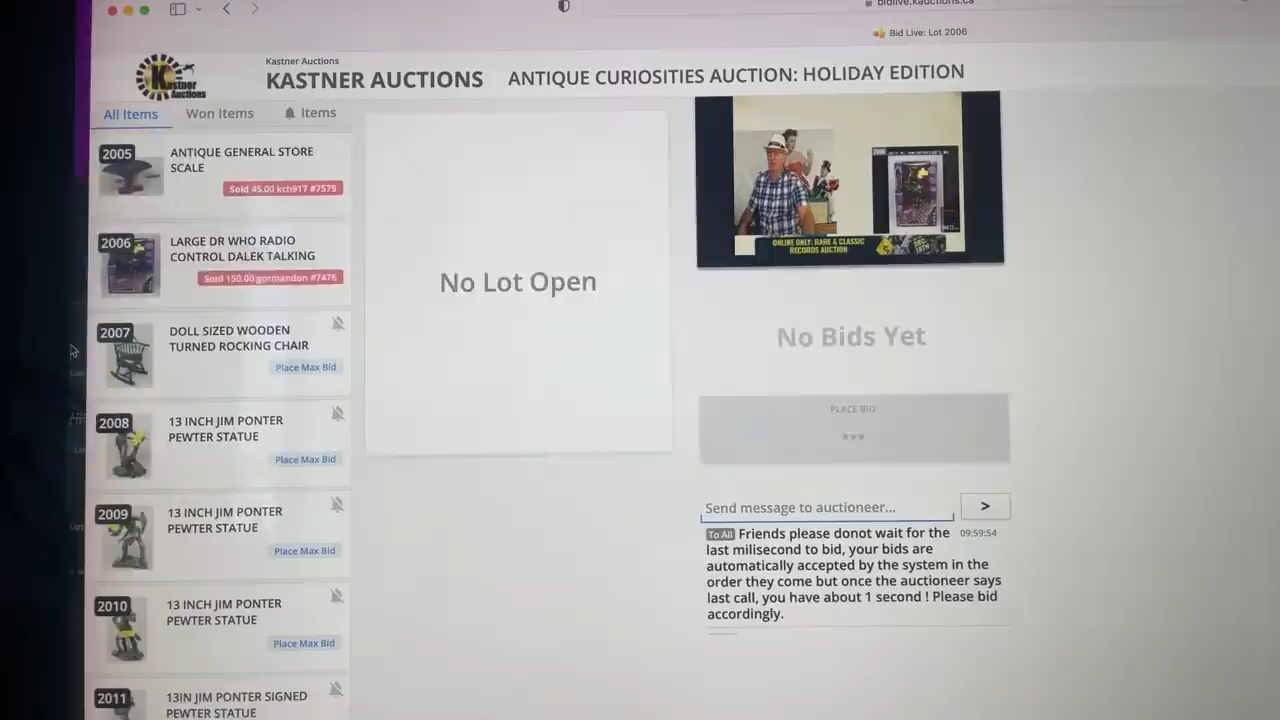 bidlive.kauctions.ca
Bid Live: Lot 2006
Kastner
Auctions
Kastner Auctions
KASTNER AUCTIONS
ANTIQUE CURIOSITIES AUCTION: HOLIDAY EDITION
All Items
Won Items
Items
2005
ANTIQUE GENERAL STORE
SCALE
Sold 45.00 kch917 #7579
2006
LARGE DR WHO RADIO
CONTROL DALEK TALKING
Sold 150.00 gormandon #7476
2007
DOLL SIZED WOODEN
TURNED ROCKING CHAIR
Place Max Bid
2008
13 INCH JIM PONTER
PEWTER STATUE
Place Max Bid
2009
13 INCH JIM PONTER
PEWTER STATUE
Place Max Bid
2010
13 INCH JIM PONTER
PEWTER STATUE
Place Max Bid
2011
13IN JIM PONTER SIGNED
PEWTER STATUE
No Lot Open
2006
ONLINE ONLY: RARE & CLASSIC
RECORDS AUCTION
No Bids Yet
PLACE BID
Send message to auctioneer...
>
To All Friends please donot wait for the 09:59:54
last milisecond to bid, your bids are
automatically accepted by the system in the
order they come but once the auctioneer says
last call, you have about 1 second ! Please bid
accordingly.